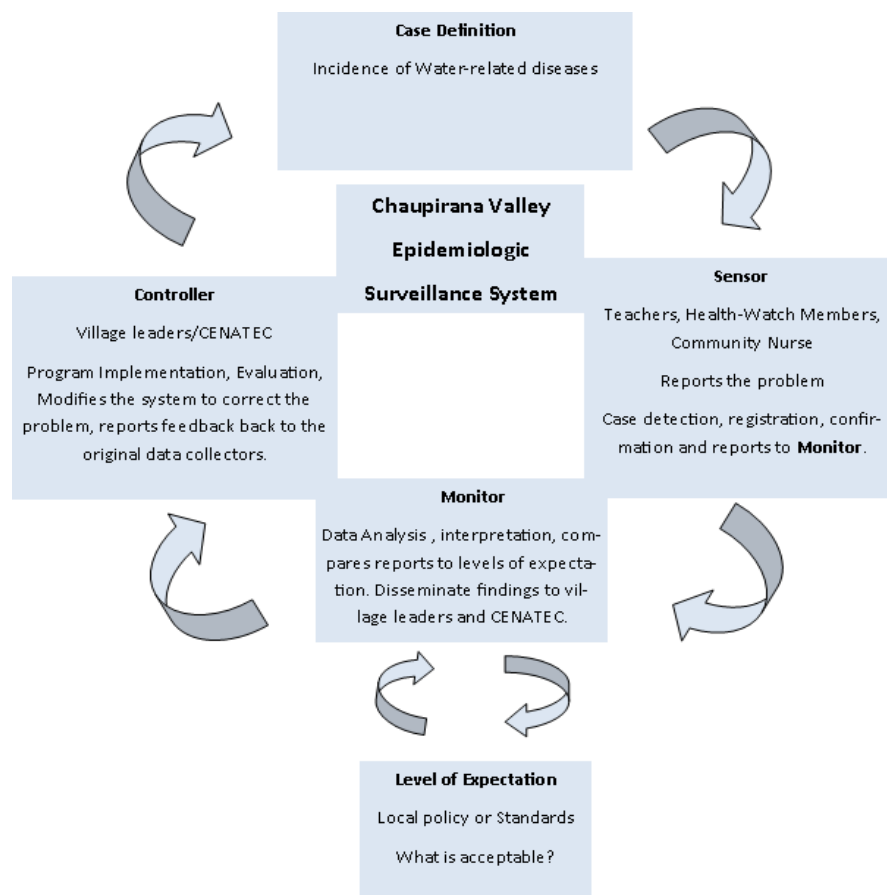 Case Definition
Incidence of Water-related diseases
Chaupirana Valley
Epidemiologic
Surveillance System
Sensor
Teachers, Health-Watch Members,
Community Nurse
Reports the problem
Case detection, registration, confir-
mation and reports to Monitor.
Controller
Village leaders/CENATEC
Program Implementation, Evaluation,
Modifies the system to correct the
problem, reports feedback back to the
original data collectors.
Monitor
Data Analysis , interpretation, com-
pares reports to levels of expecta-
tion. Disseminate findings to vil-
lage leaders and CENATEC.
Level of Expectation
Local policy or Standards
What is acceptable?